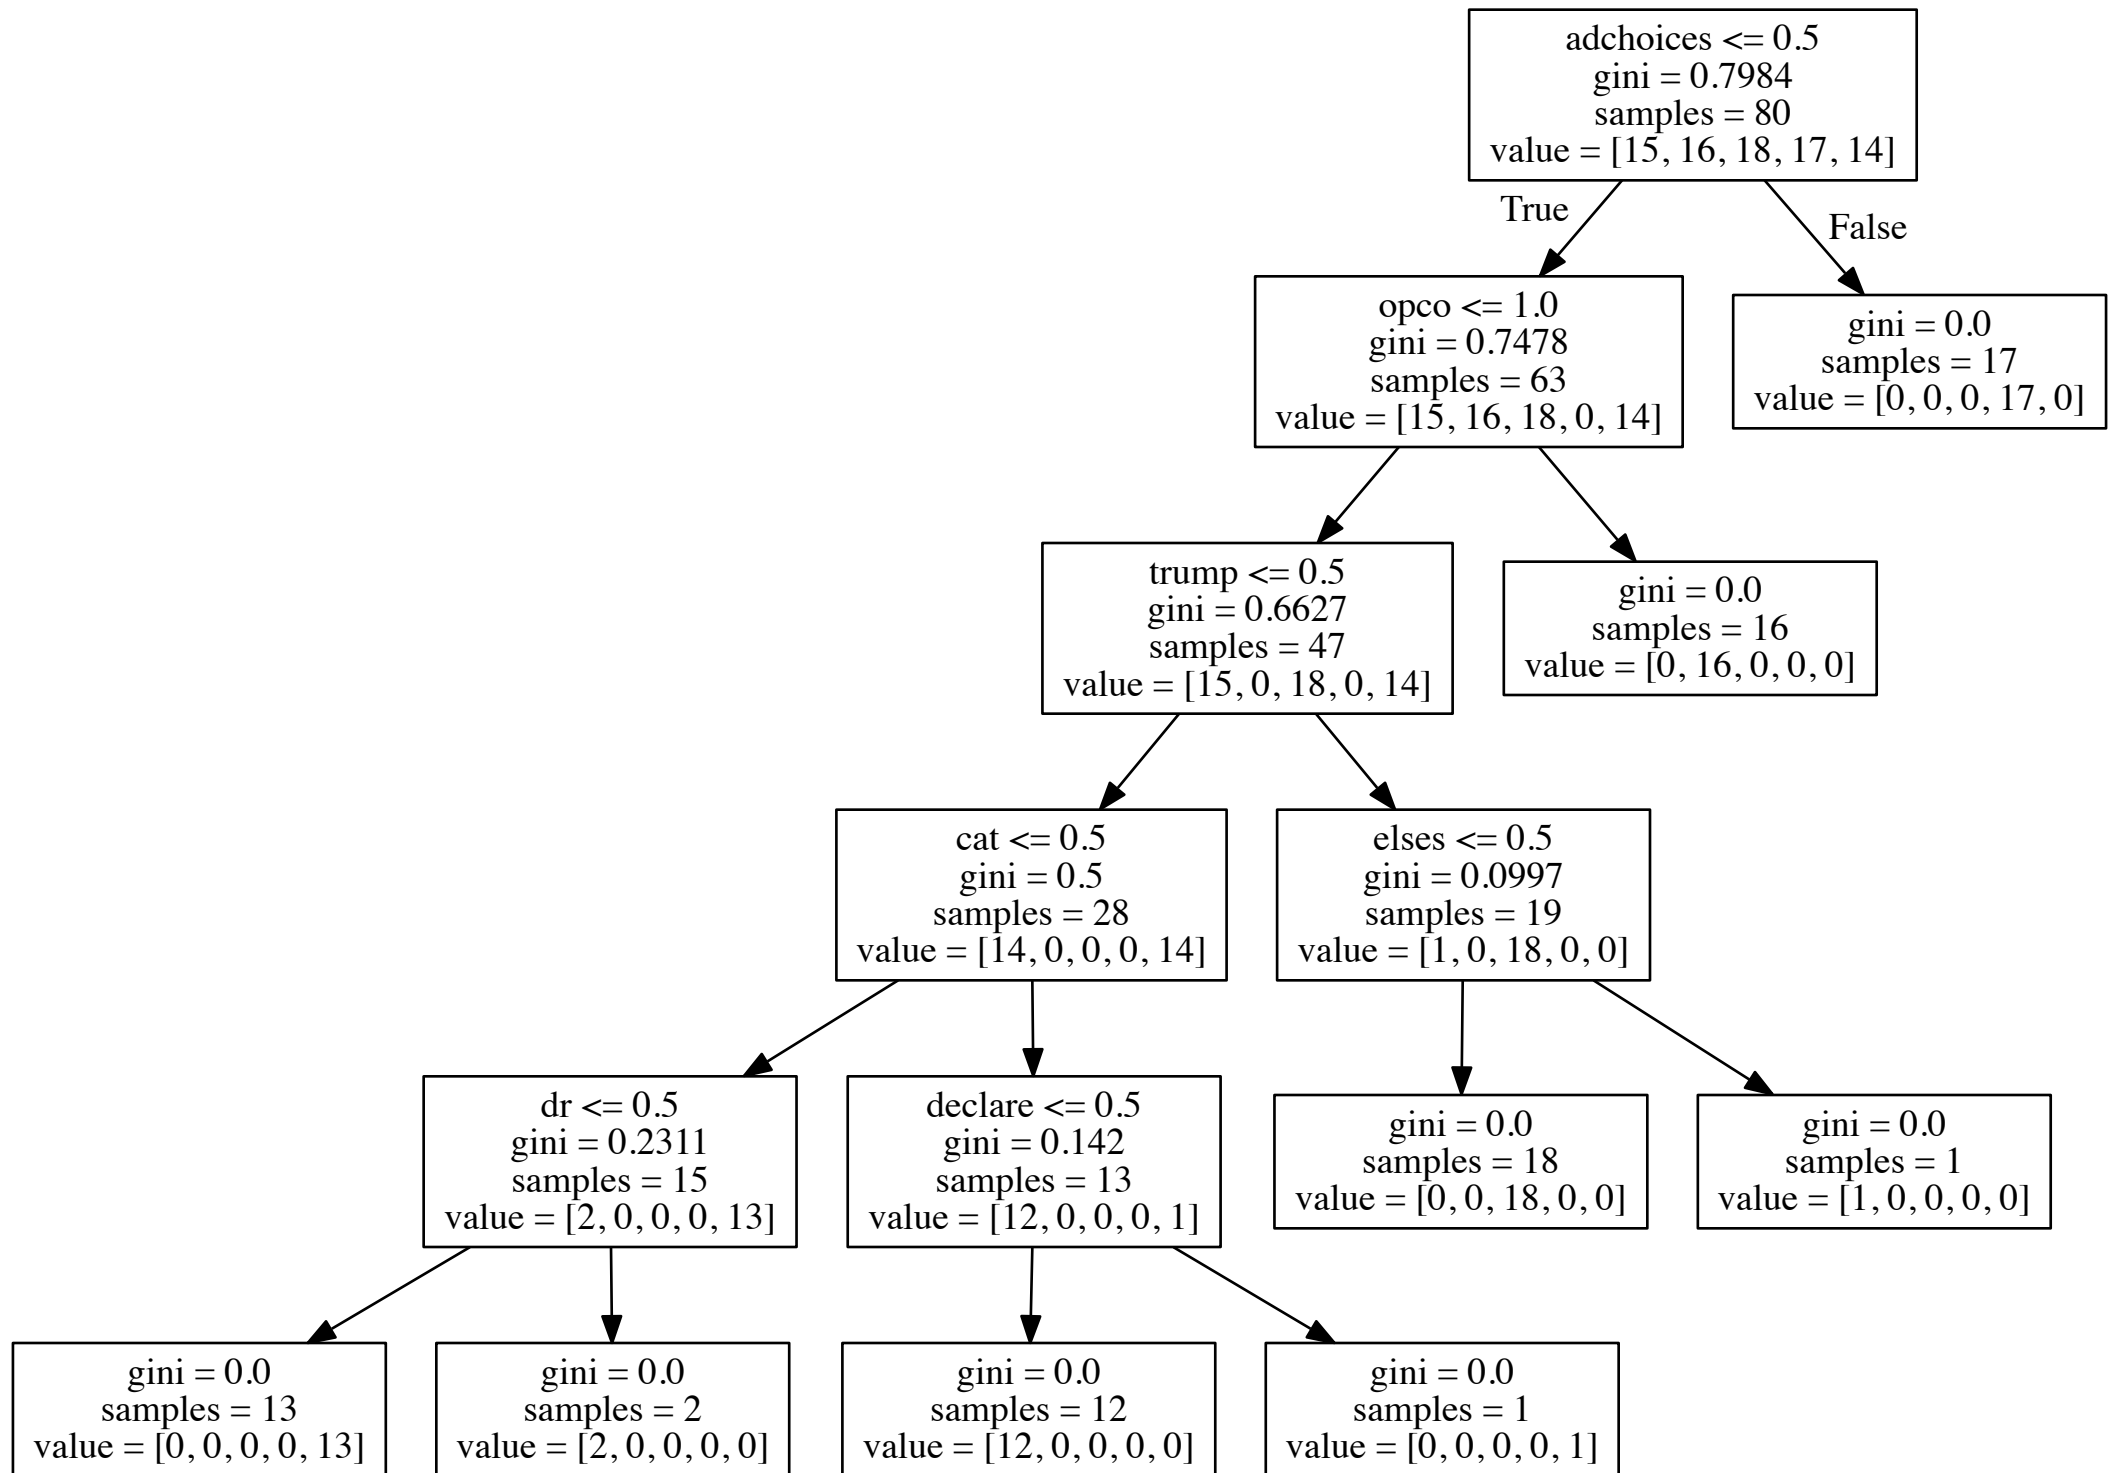 adchoices <= 0.5
gini = 0.7984
samples = 80
value = [15, 16, 18, 17, 14]
True
False
opco <= 1.0
gini = 0.7478
samples = 63
value = [15, 16, 18, 0, 14]
gini = 0.0
samples = 17
value = [0, 0, 0, 17, 0]
trump <= 0.5
gini = 0.6627
samples = 47
value = [15, 0, 18, 0, 14]
gini = 0.0
samples = 16
value = [0, 16, 0, 0, 0]
cat <= 0.5
gini = 0.5
samples = 28
value = [14, 0, 0, 0, 14]
elses <= 0.5
gini = 0.0997
samples = 19
value = [1, 0, 18, 0, 0]
dr <= 0.5
gini = 0.2311
samples = 15
value = [2, 0, 0, 0, 13]
declare <= 0.5
gini = 0.142
samples = 13
value = [12, 0, 0, 0, 1]
gini = 0.0
samples = 18
value = [0, 0, 18, 0, 0]
gini = 0.0
samples = 1
value = [1, 0, 0, 0, 0]
gini = 0.0
samples = 13
value = [0, 0, 0, 0, 13]
gini = 0.0
samples = 2
value = [2, 0, 0, 0, 0]
gini = 0.0
samples = 12
value = [12, 0, 0, 0, 0]
gini = 0.0
samples = 1
value = [0, 0, 0, 0, 1]